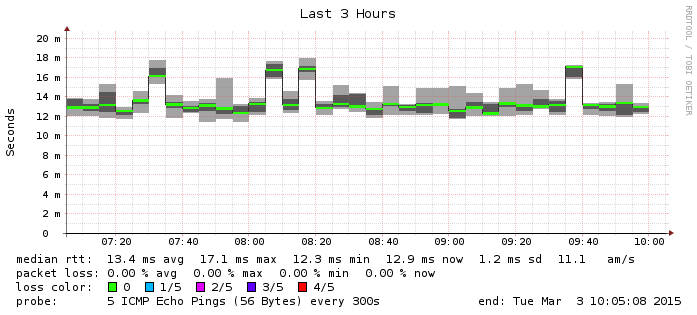 Last 3 Hours
RRDTOOL / TOBI OETIKER
Seconds
20 m
18 m
16 m
14 m
12 m
10 m
8 m
6 m
4 m
2 m
0
07:20 07:40 08:00 08:20 08:40 09:00 09:20 09:40 10:00
median rtt: 13.4 ms avg 17.1 ms max 12.3 ms min 12.9 ms now 1.2 ms sd 11.1 am/s
packet loss: 0.00 % avg 0.00 % max 0.00 % min 0.00 % now
loss color: 0 1/5 2/5 3/5 4/5
probe: 5 ICMP Echo Pings (56 Bytes) every 300s end: Tue Mar 3 10:05:08 2015